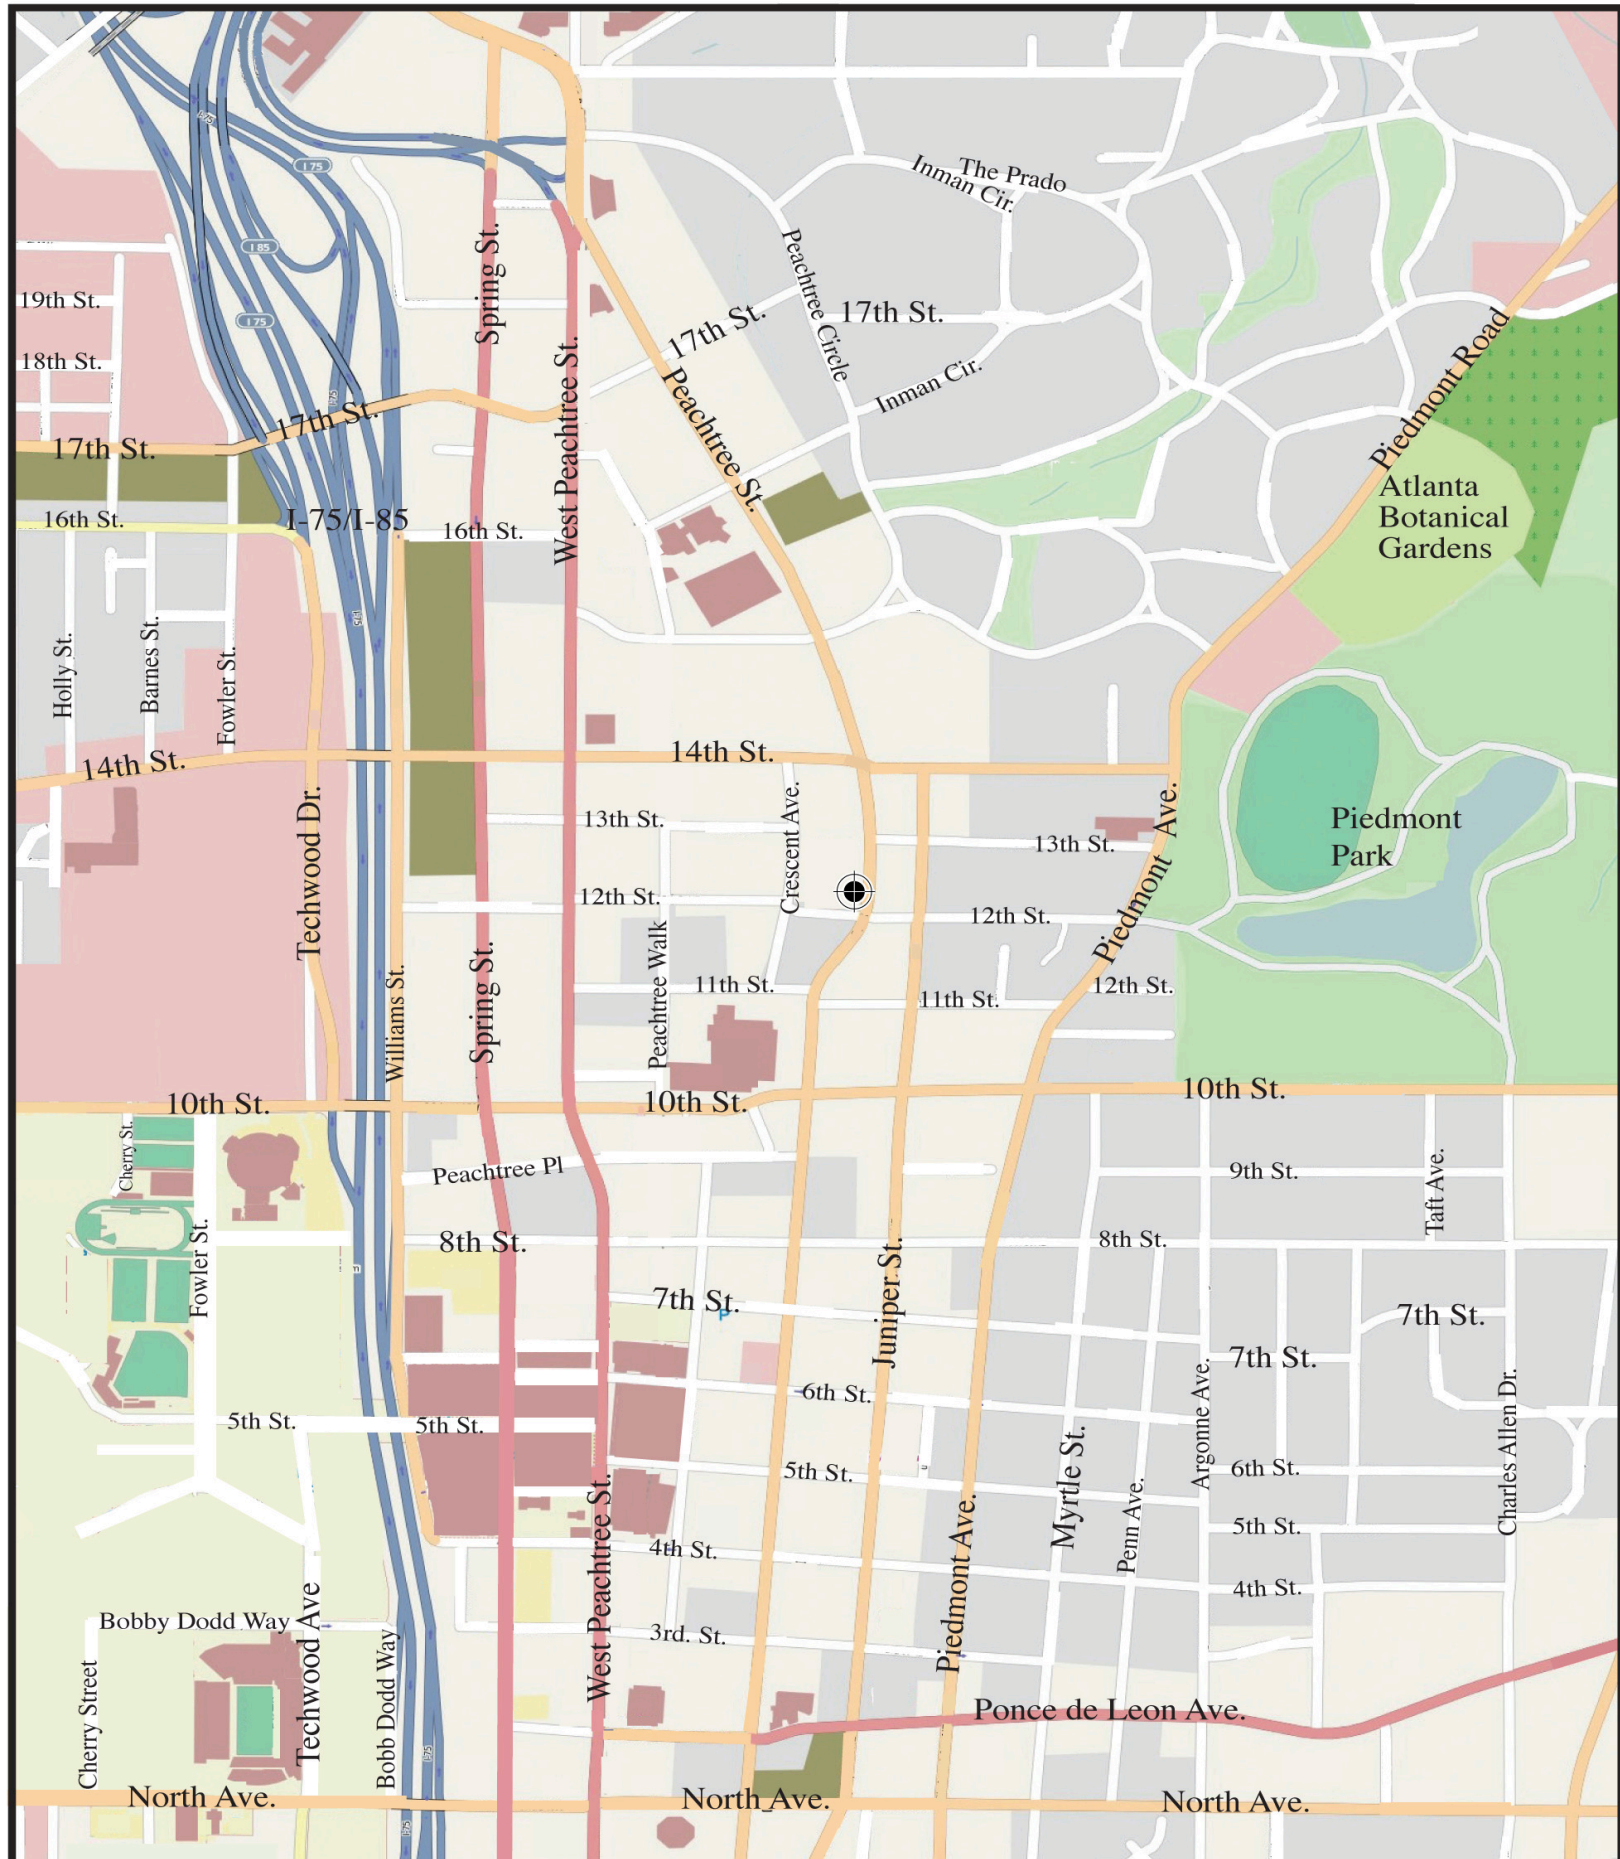 The Prado
Inman Cir.
I 75
I 75
Spring St.
Peachtree Circle
I 85
19th St.
17th St.
17th St.
I 75
18th St.
West Peachtree St.
Peachtree St.
Inman Cir.
Piedmont Road
I-75
17th St.
17th St.
Atlanta
Botanical
Gardens
16th St.
I-75/I-85
16th St.
I-75
Holly St.
Barnes St.
Fowler St.
14th St.
14th St.
Techwood Dr.
Crescent Ave.
13th St.
13th St.
Piedmont Ave.
Piedmont
Park
12th St.
12th St.
Peachtree Walk
Williams St.
Spring St.
11th St.
11th St.
12th St.
10th St.
10th St.
10th St.
Cherry St.
Peachtree Pl
9th St.
Taft Ave.
Fowler St.
8th St.
8th St.
Juniper St.
7th St.
P
7th St.
7th St.
6th St.
Argonne Ave.
Charles Allen Dr.
5th St.
5th St.
Myrtle St.
5th St.
6th St.
Penn Ave.
5th St.
West Peachtree St.
4th St.
Piedmont Ave.
4th St.
Bobby Dodd Way
Techwood Ave
3rd. St.
Cherry Street
Bobb Dodd Way
Ponce de Leon Ave.
I-75
North Ave.
North Ave.
North Ave.
I-75